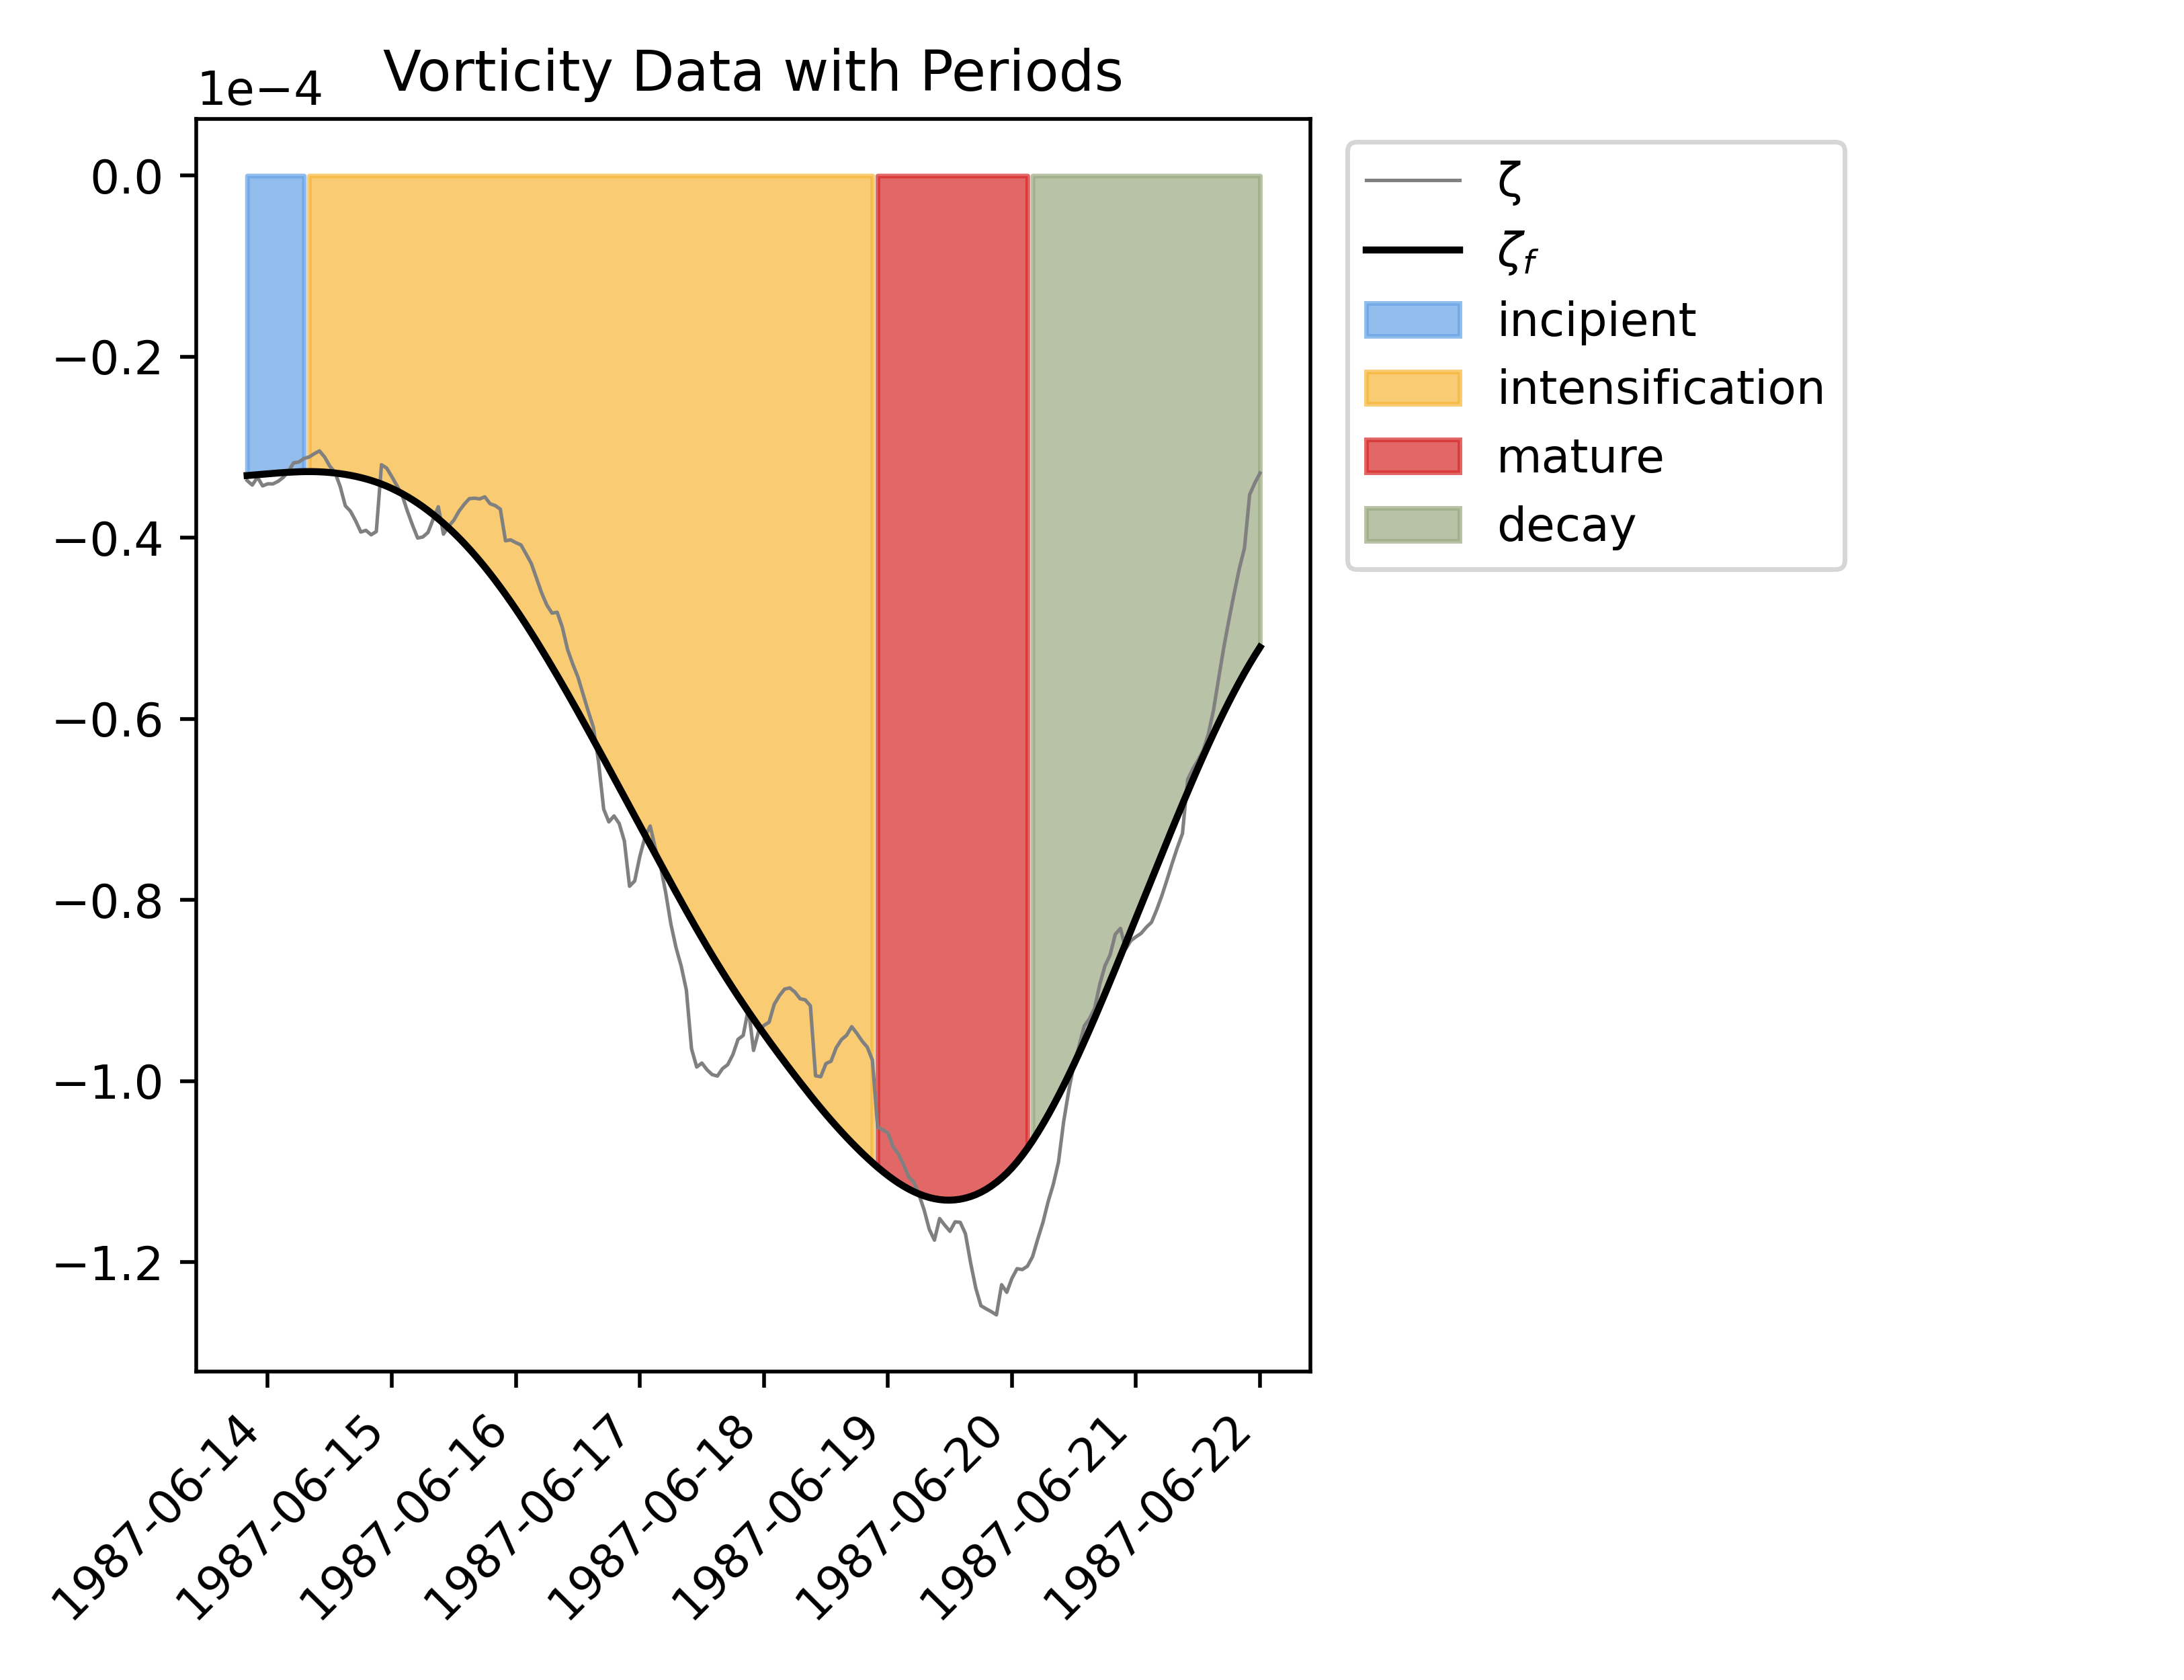 Vorticity Data with Periods
1e−4
0.0
−0.2
−0.4
−0.6
−0.8
−1.0
−1.2
1987-06-14
1987-06-15
1987-06-16
1987-06-17
1987-06-18
1987-06-19
1987-06-20
1987-06-21
1987-06-22
ζ
ζf
incipient
intensification
mature
decay